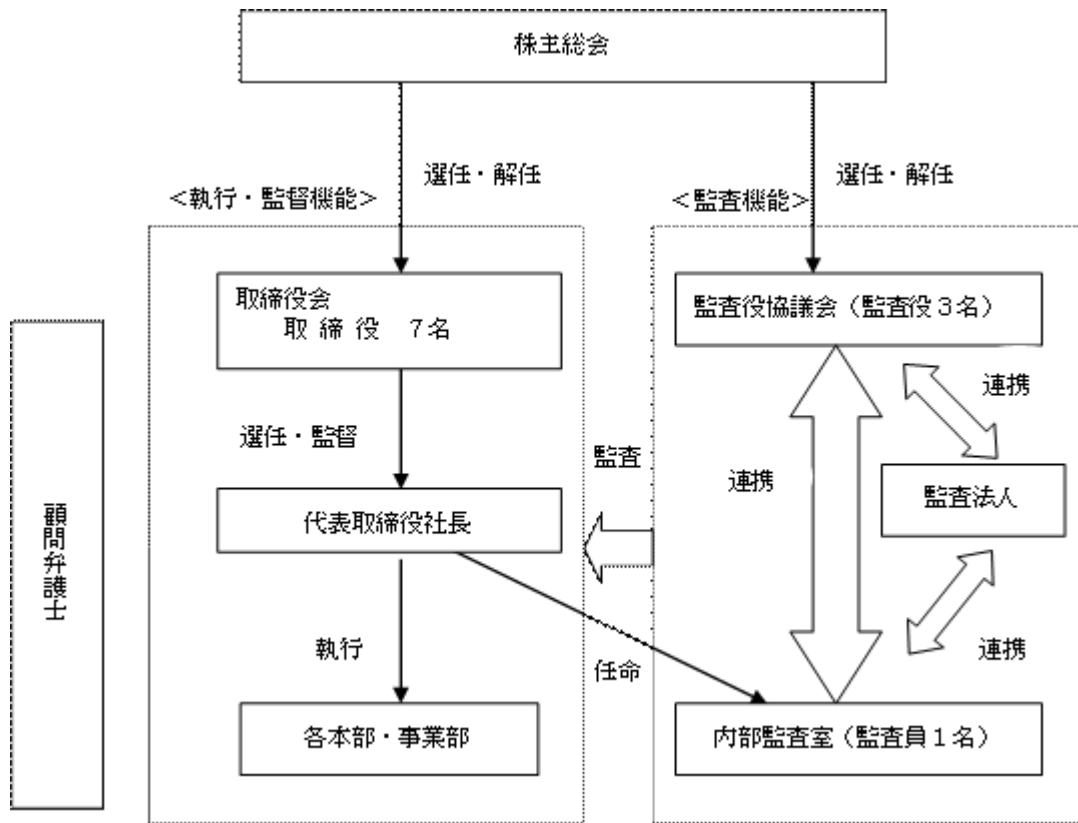 株主総会
選任・解任
選任・解任
＜執行・監督機能＞
＜監査機能＞
取締役会
取 締 役　７名
監査役協議会（監査役３名）
連携
選任・監督
監査
連携
監査法人
代表取締役社長
顧問弁護士
執行
任命
連携
各本部・事業部
内部監査室（監査員１名）